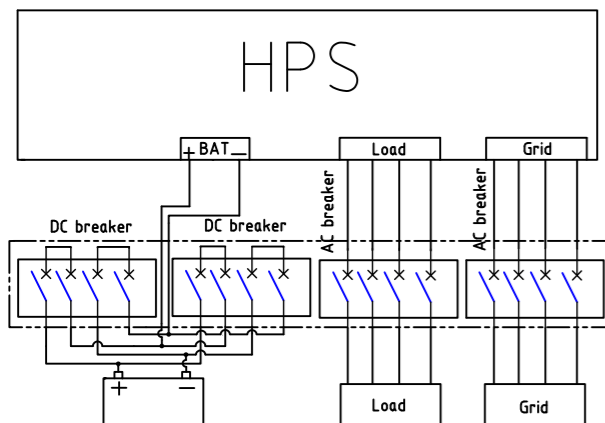 HPS
+ BAT — Load Grid
DC breaker DC breaker AC breaker AC breaker
+ —
Load Grid